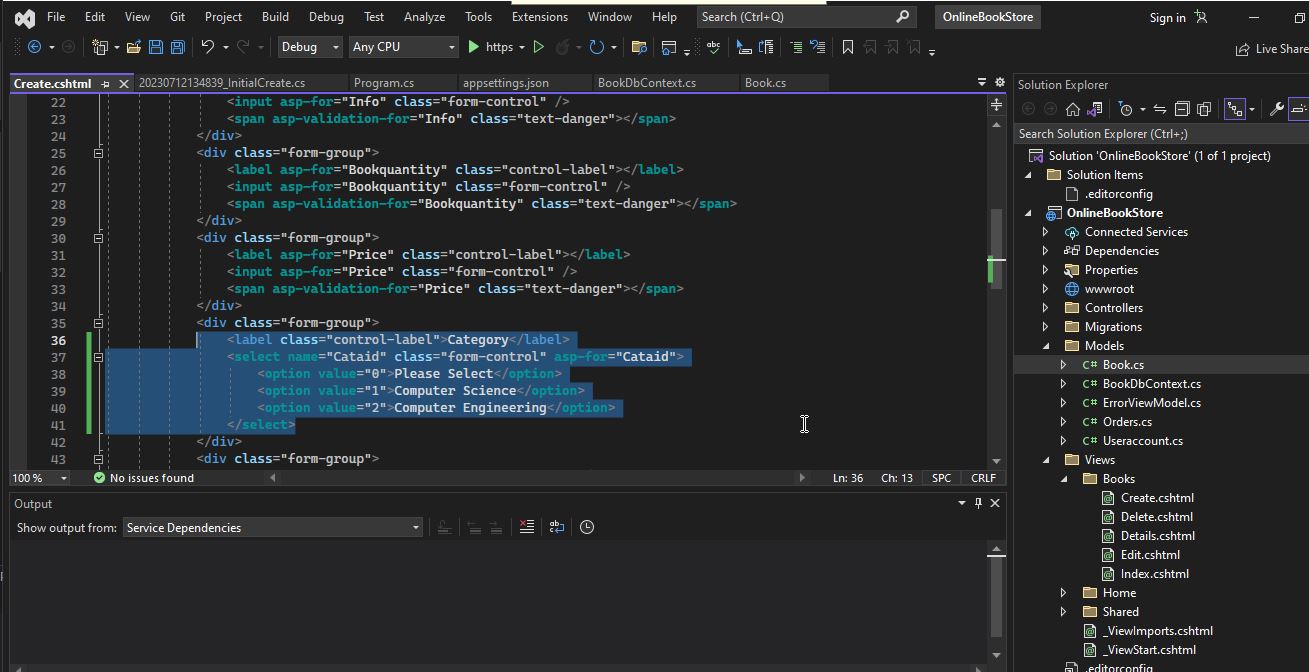 File Edit View Git Project Build Debug Test Analyze Tools Extensions Window Help Search (Ctrl+Q) OnlineBookStore Sign in
Debug Any CPU https Live Share
Create.cshtml 20230712134839_InitialCreate.cs Program.cs appsettings.json BookDbContext.cs Book.cs
22 <input asp-for="Info" class="form-control" />
23 <span asp-validation-for="Info" class="text-danger"></span>
24 </div>
25 <div class="form-group">
26 <label asp-for="Bookquantity" class="control-label"></label>
27 <input asp-for="Bookquantity" class="form-control" />
28 <span asp-validation-for="Bookquantity" class="text-danger"></span>
29 </div>
30 <div class="form-group">
31 <label asp-for="Price" class="control-label"></label>
32 <input asp-for="Price" class="form-control" />
33 <span asp-validation-for="Price" class="text-danger"></span>
34 </div>
35 <div class="form-group">
36 <label class="control-label">Category</label>
37 <select name="Cataid" class="form-control" asp-for="Cataid">
38 <option value="0">Please Select</option>
39 <option value="1">Computer Science</option>
40 <option value="2">Computer Engineering</option>
41 </select>
42 </div>
43 <div class="form-group">
100 % No issues found Ln: 36 Ch: 13 SPC CRLF
Output
Show output from: Service Dependencies
Solution Explorer
Search Solution Explorer (Ctrl+;)
Solution 'OnlineBookStore' (1 of 1 project)
Solution Items
.editorconfig
OnlineBookStore
Connected Services
Dependencies
Properties
wwwroot
Controllers
Migrations
Models
C# Book.cs
C# BookDbContext.cs
C# ErrorViewModel.cs
C# Orders.cs
C# Useraccount.cs
Views
Books
Create.cshtml
Delete.cshtml
Details.cshtml
Edit.cshtml
Index.cshtml
Home
Shared
_ViewImports.cshtml
_ViewStart.cshtml
.editorconfig